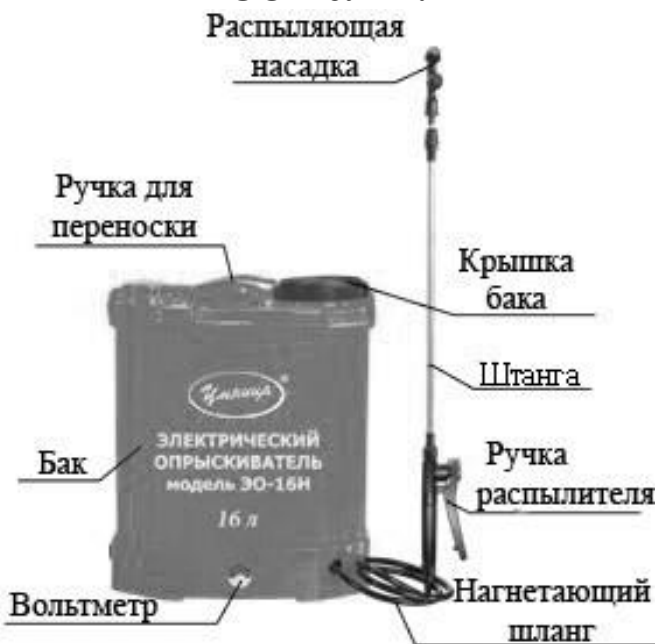 Распыляющая
насадка
Ручка для
переноски
Крышка
бака
Умница®
ЭЛЕКТРИЧЕСКИЙ
ОПРЫСКИВАТЕЛЬ
модель ЭО-16Н
16 л
Штанга
Бак
Ручка
распылителя
Вольтметр
Нагнетающий
шланг